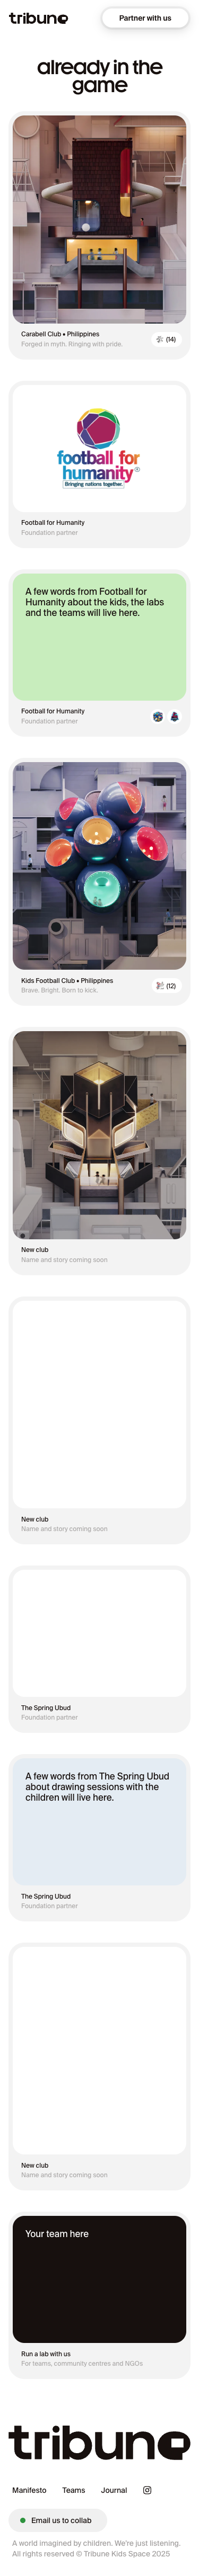 tribune
Partner with us
already in the
game
Carabell Club • Philippines
Forged in myth. Ringing with pride.
(14)
football for
humanity®
Bringing nations together.
Football for Humanity
Foundation partner
A few words from Football for
Humanity about the kids, the labs
and the teams will live here.
Football for Humanity
Foundation partner
Kids Football Club • Philippines
Brave. Bright. Born to kick.
(12)
New club
Name and story coming soon
New club
Name and story coming soon
The Spring Ubud
Foundation partner
A few words from The Spring Ubud
about drawing sessions with the
children will live here.
The Spring Ubud
Foundation partner
New club
Name and story coming soon
Your team here
Run a lab with us
For teams, community centres and NGOs
tribune
Manifesto
Teams
Journal
Email us to collab
A world imagined by children. We're just listening.
All rights reserved © Tribune Kids Space 2025